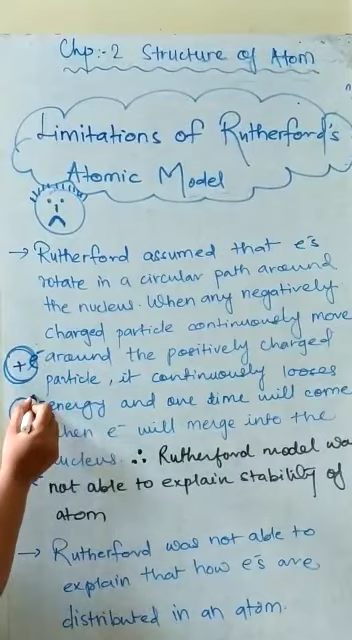 Chp:- 2 Structure of Atom
Limitations of Rutherford's
Atomic Model
→ Rutherford assumed that e⁻s
rotate in a circular path around
the nucleus. When any negatively
charged particle continuously move
around the positively charged
particle, it continuously looses
energy and one time will come
when e⁻ will merge into the
nucleus. ∴ Rutherford model was
not able to explain stability of
atom
→ Rutherford was not able to
explain that how e⁻s are
distributed in an atom.
+ e⁻